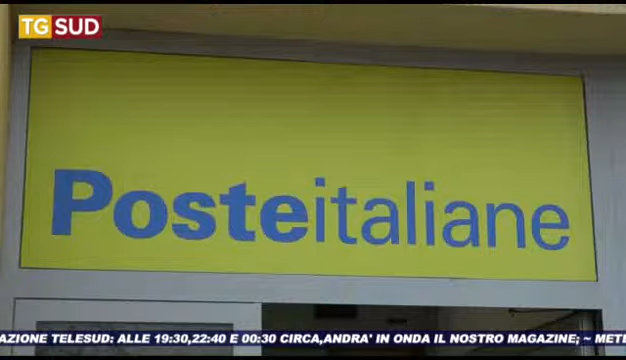 TG SUD
Posteitaliane
AZIONE TELESUD: ALLE 19:30,22:40 E 00:30 CIRCA,ANDRA' IN ONDA IL NOSTRO MAGAZINE; ~ METE